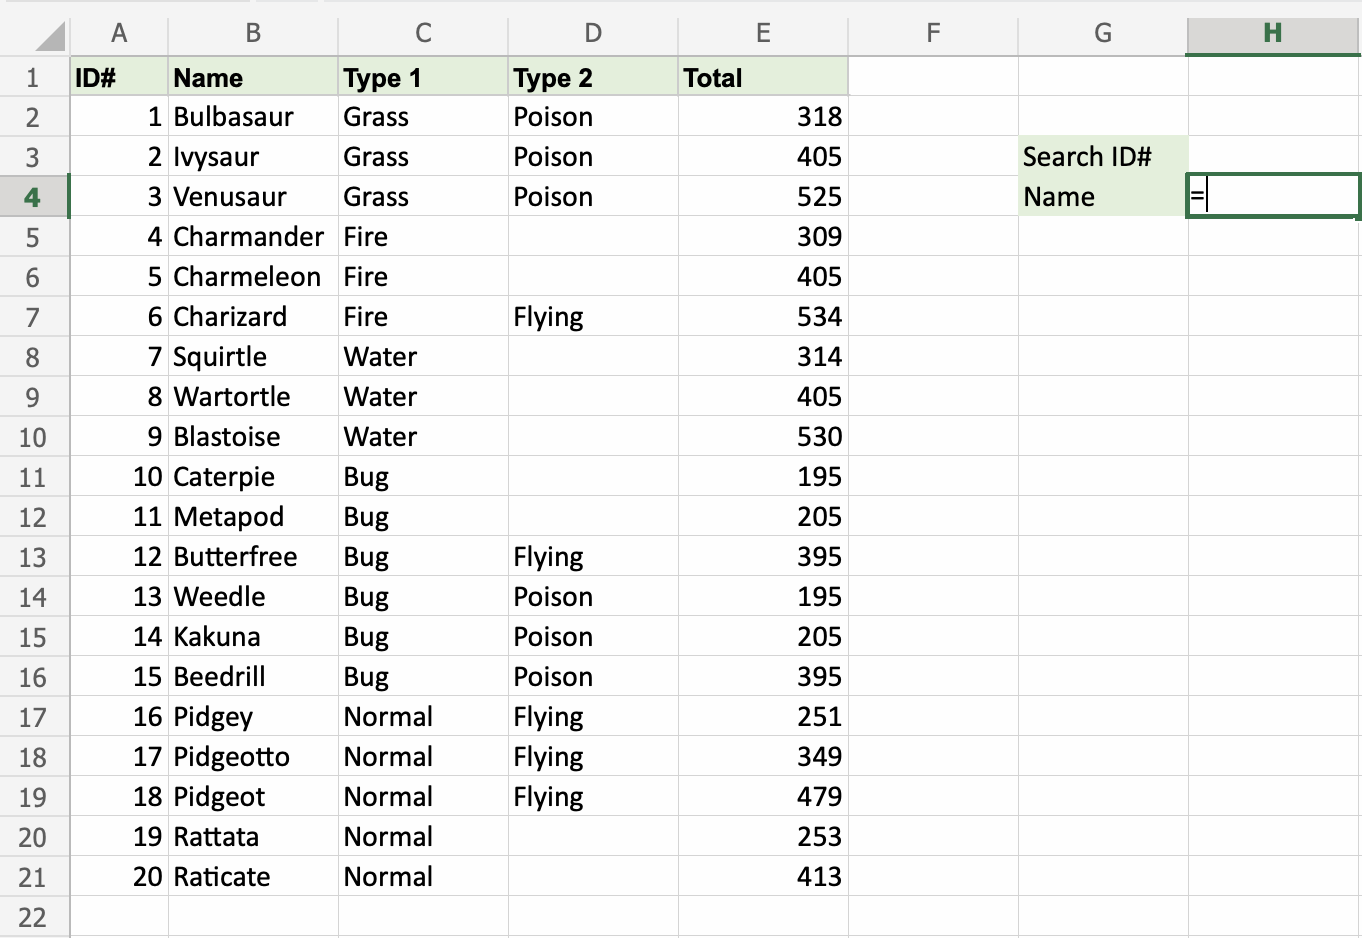 A B C D E F G H
1 ID# Name Type 1 Type 2 Total
2 1 Bulbasaur Grass Poison 318
3 2 Ivysaur Grass Poison 405 Search ID#
4 3 Venusaur Grass Poison 525 Name =
5 4 Charmander Fire 309
6 5 Charmeleon Fire 405
7 6 Charizard Fire Flying 534
8 7 Squirtle Water 314
9 8 Wartortle Water 405
10 9 Blastoise Water 530
11 10 Caterpie Bug 195
12 11 Metapod Bug 205
13 12 Butterfree Bug Flying 395
14 13 Weedle Bug Poison 195
15 14 Kakuna Bug Poison 205
16 15 Beedrill Bug Poison 395
17 16 Pidgey Normal Flying 251
18 17 Pidgeotto Normal Flying 349
19 18 Pidgeot Normal Flying 479
20 19 Rattata Normal 253
21 20 Raticate Normal 413
22